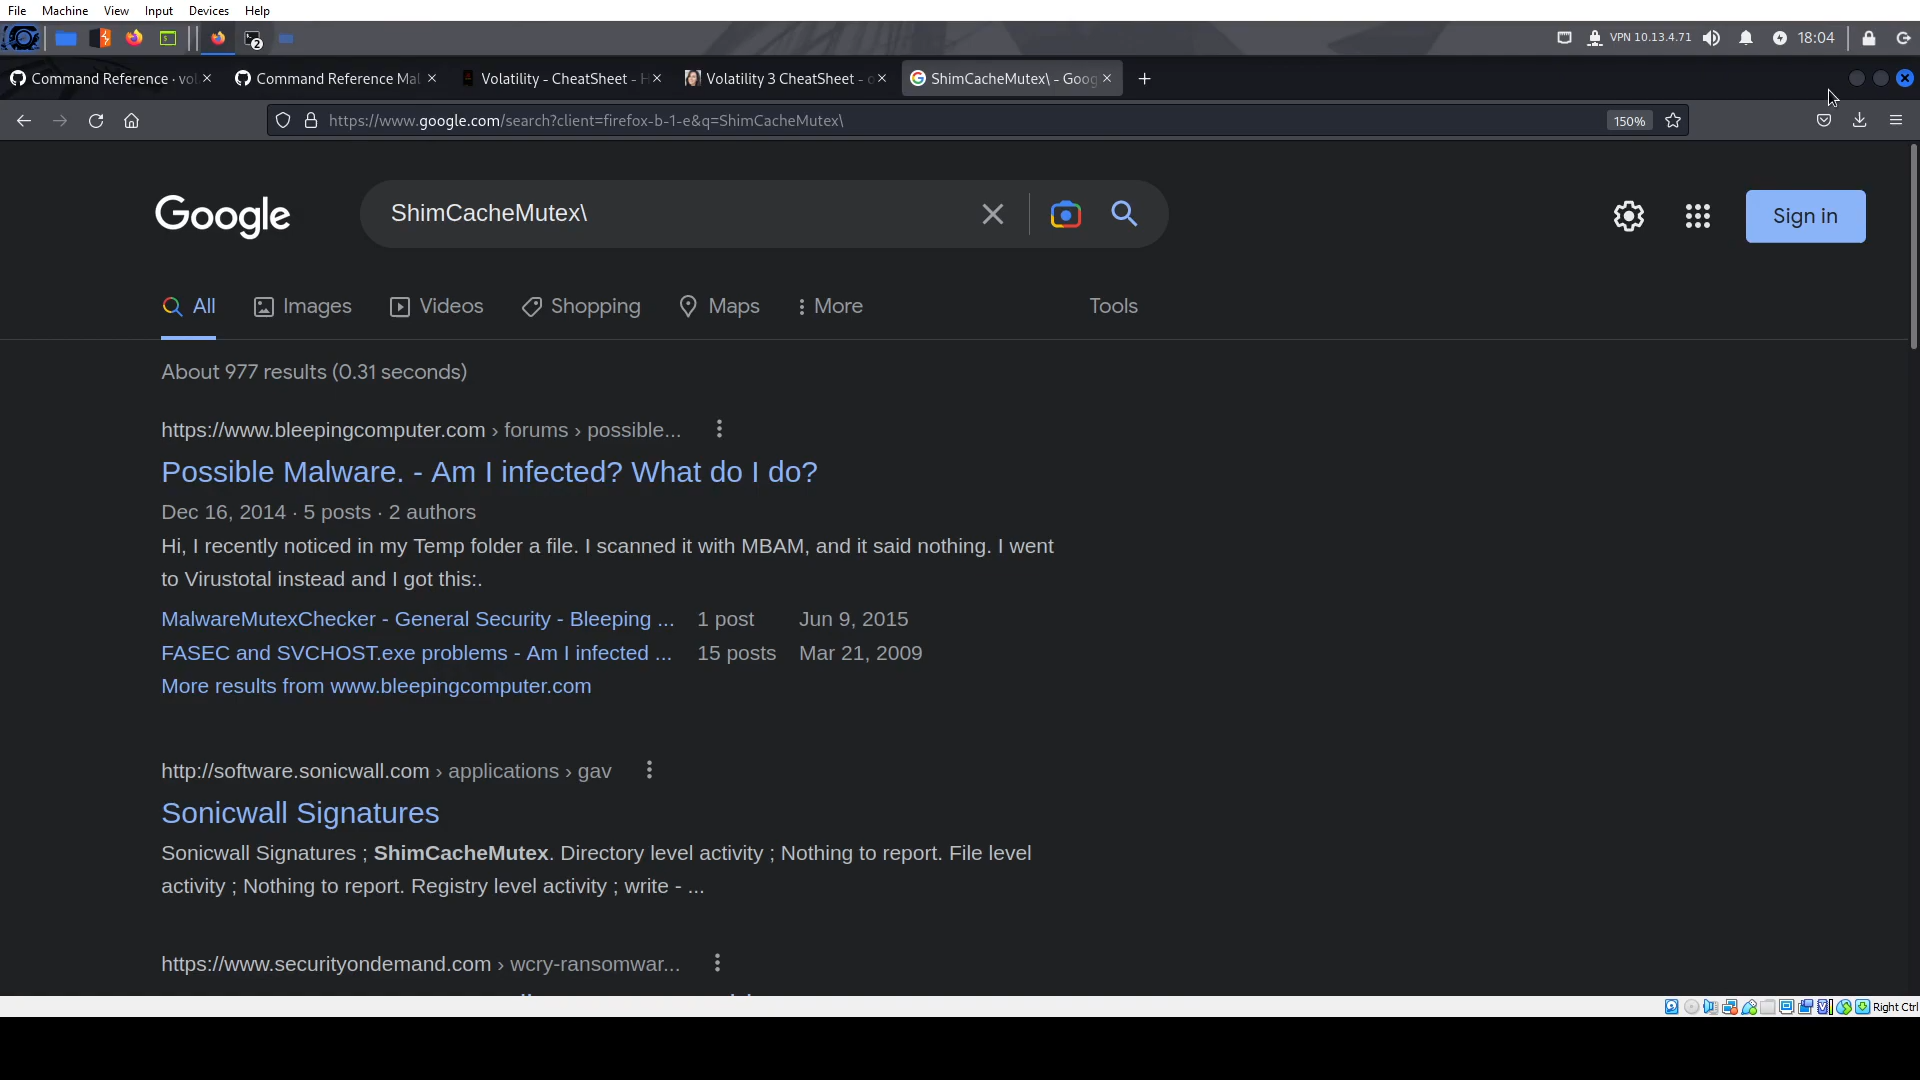 File Machine View Input Devices Help
VPN 10.13.4.71 18:04
Command Reference · vol Command Reference Mal Volatility - CheatSheet - H Volatility 3 CheatSheet - o ShimCacheMutex\ - Goog
https://www.google.com/search?client=firefox-b-1-e&q=ShimCacheMutex\ 150%
Google ShimCacheMutex\ Sign in
All Images Videos Shopping Maps More Tools
About 977 results (0.31 seconds)
https://www.bleepingcomputer.com › forums › possible...
Possible Malware. - Am I infected? What do I do?
Dec 16, 2014 · 5 posts · 2 authors
Hi, I recently noticed in my Temp folder a file. I scanned it with MBAM, and it said nothing. I went
to Virustotal instead and I got this:.
MalwareMutexChecker - General Security - Bleeping ... 1 post Jun 9, 2015
FASEC and SVCHOST.exe problems - Am I infected ... 15 posts Mar 21, 2009
More results from www.bleepingcomputer.com
http://software.sonicwall.com › applications › gav
Sonicwall Signatures
Sonicwall Signatures ; ShimCacheMutex. Directory level activity ; Nothing to report. File level
activity ; Nothing to report. Registry level activity ; write - ...
https://www.securityondemand.com › wcry-ransomwar...
Right Ctrl